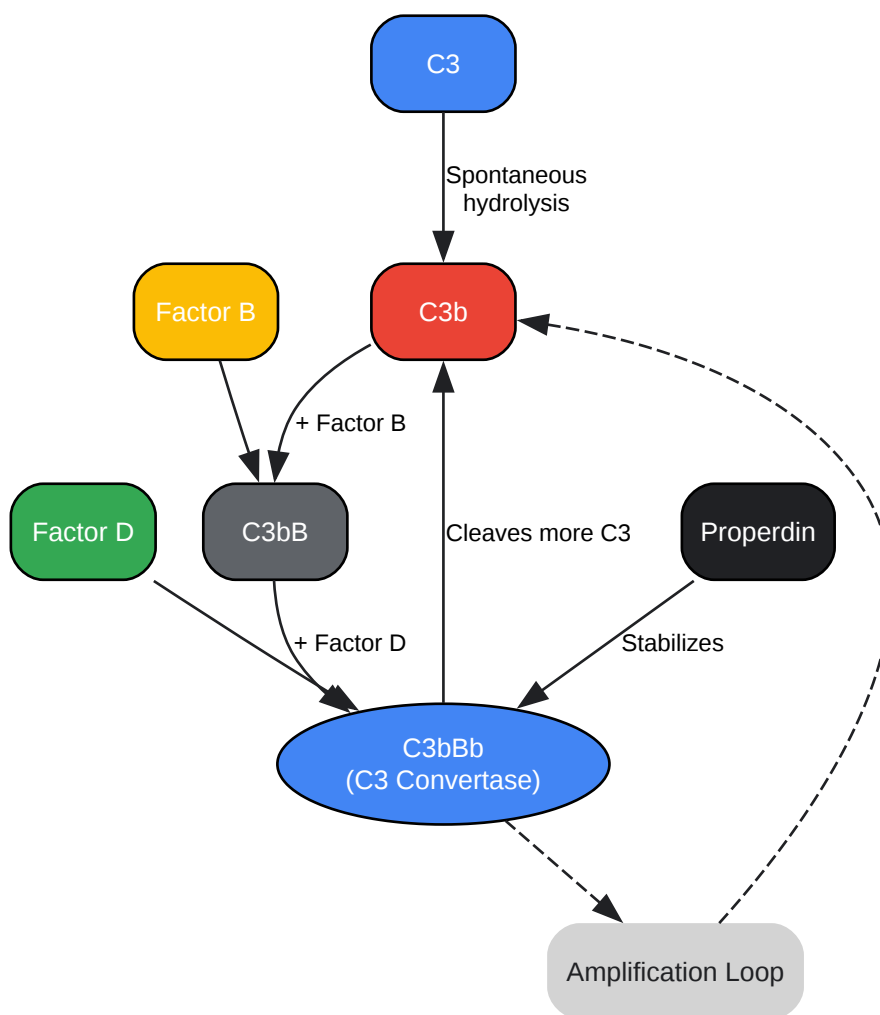 C3
Spontaneous
hydrolysis
Factor B
C3b
+ Factor B
Factor D
C3bB
Cleaves more C3
Properdin
+ Factor D
Stabilizes
C3bBb
(C3 Convertase)
Amplification Loop